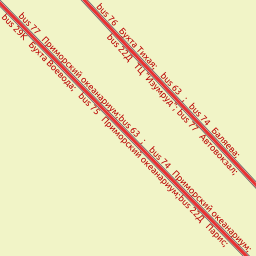 bus 76 Бухта Тихая; bus 63 ; bus 74 Баляева;
bus 22Д ТЦ "Изумруд"; bus 77 Автовокзал;
bus 77 Приморский океанариум;bus 63 ; bus 74 Приморский океанариум;
bus 29К Бухта Воевода; bus 75 Приморский океанариум;bus 22Д Парис;